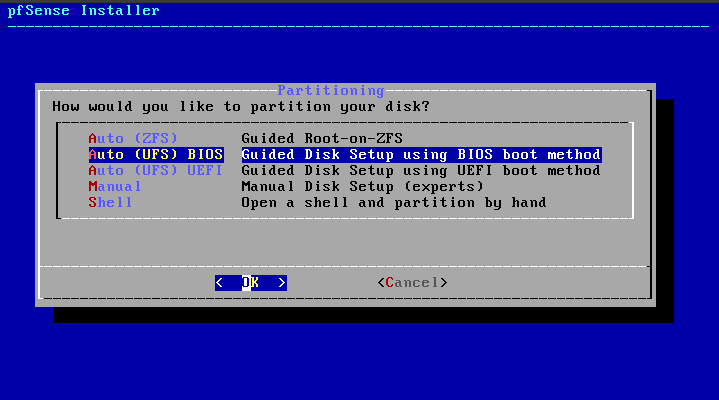 pfSense Installer
Partitioning
How would you like to partition your disk?
Auto (ZFS) Guided Root-on-ZFS
Auto (UFS) BIOS Guided Disk Setup using BIOS boot method
Auto (UFS) UEFI Guided Disk Setup using UEFI boot method
Manual Manual Disk Setup (experts)
Shell Open a shell and partition by hand
< OK > <Cancel>